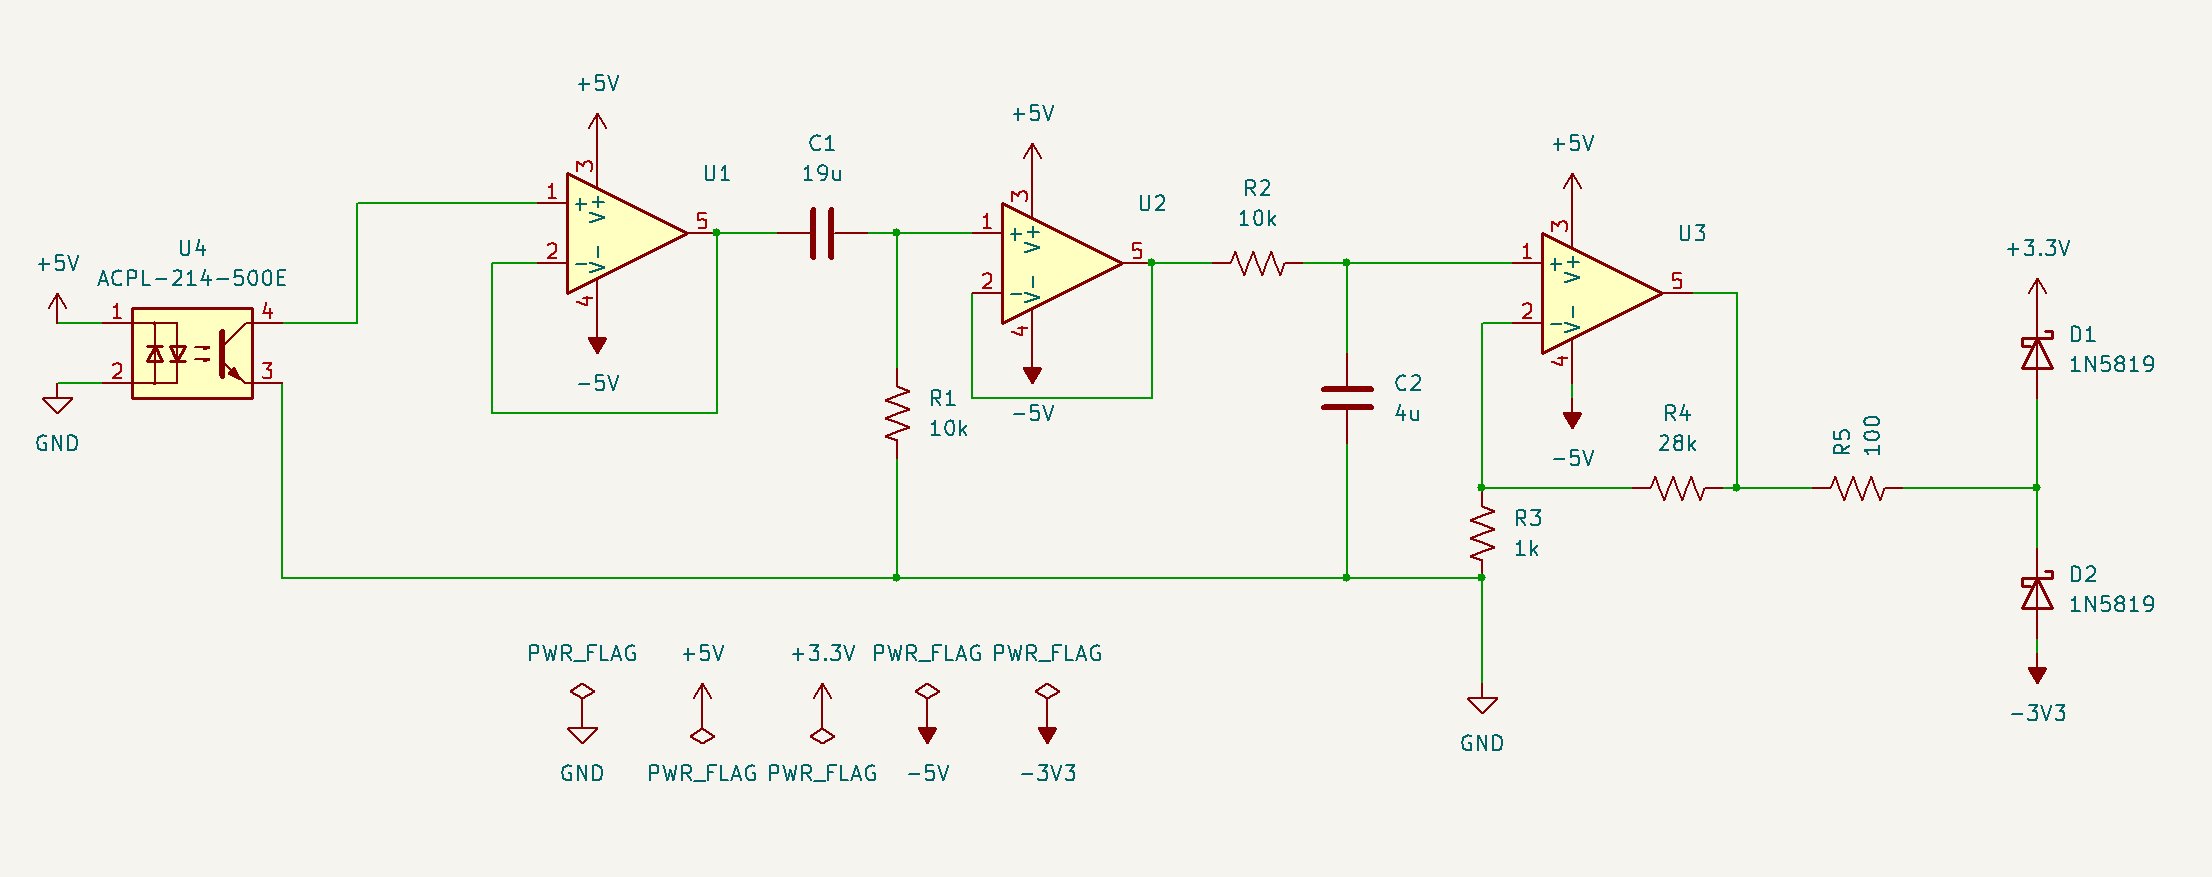 +5V
U4
ACPL-214-500E
1
4
2
3
GND
+5V
U1
3
1
+
V+
5
2
-
V-
4
-5V
C1
19u
R1
10k
+5V
U2
3
1
+
V+
5
2
-
V-
4
-5V
R2
10k
C2
4u
+5V
U3
3
1
+
V+
5
2
-
V-
4
-5V
R4
28k
R3
1k
GND
R5
100
+3.3V
D1
1N5819
D2
1N5819
-3V3
PWR_FLAG
+5V
+3.3V
PWR_FLAG
PWR_FLAG
GND
PWR_FLAG
PWR_FLAG
-5V
-3V3